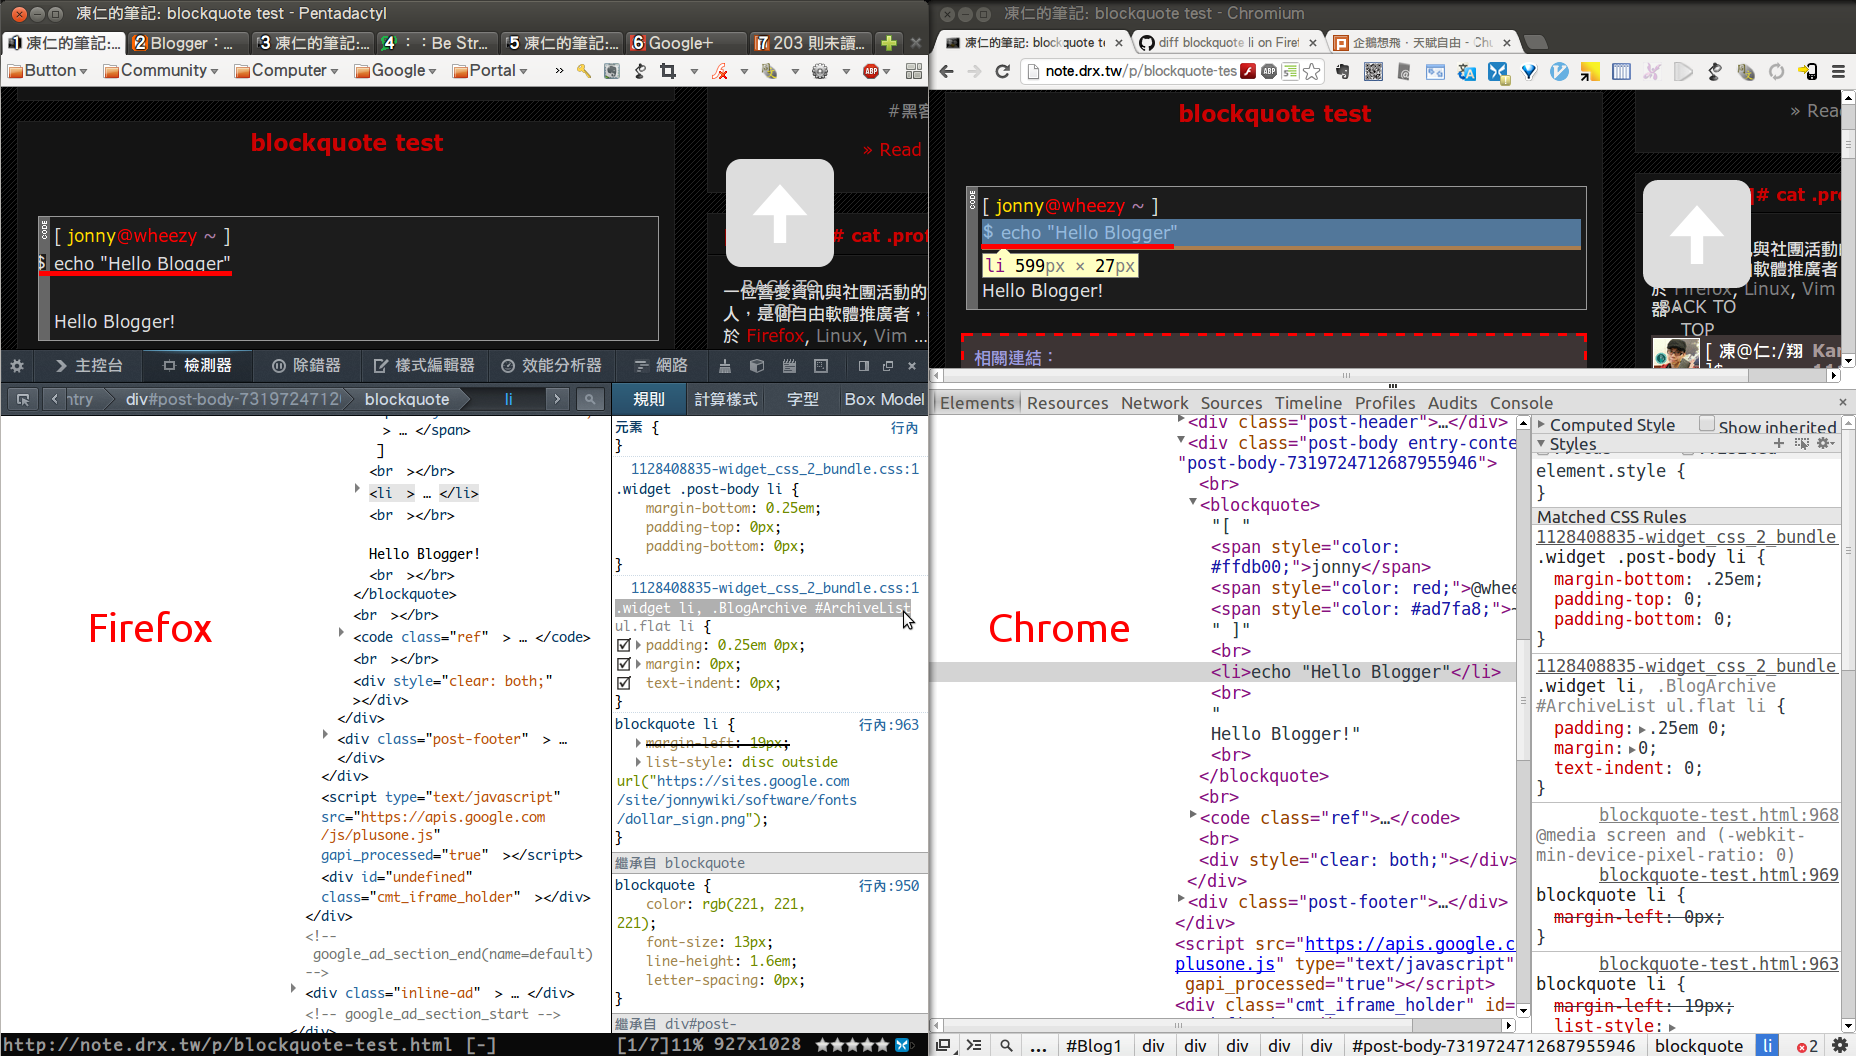 凍仁的筆記: blockquote test - Pentadactyl
1 凍仁的筆記:...
2 Blogger：...
3 凍仁的筆記:...
4 ：：Be Str...
5 凍仁的筆記:...
6 Google+
7 203 則未讀...
Button
Community
Computer
Google
Portal
»
ABP
#黑客
blockquote test
» Read
CODE
[ jonny@wheezy ~ ]
$ echo "Hello Blogger"
Hello Blogger!
# cat .prof
BACK TO
TOP
一位喜愛資訊與社團活動的
人，是個自由軟體推廣者，
於 Firefox, Linux, Vim ...
主控台
檢測器
除錯器
樣式編輯器
效能分析器
網路
ntry
div#post-body-73197247120
blockquote
li
規則
計算樣式
字型
Box Model
> … </span>
]
<br ></br>
<li > … </li>
<br ></br>
Hello Blogger!
<br ></br>
</blockquote>
<br ></br>
<code class="ref" > … </code>
<br ></br>
<div style="clear: both;"
></div>
</div>
<div class="post-footer" > …
</div>
</div>
<script type="text/javascript"
src="https://apis.google.com
/js/plusone.js"
gapi_processed="true" ></script>
<div id="undefined"
class="cmt_iframe_holder" ></div>
</div>
<!--
google_ad_section_end(name=default)
-->
<div class="inline-ad" > … </div>
<!-- google_ad_section_start -->
</div>
Firefox
元素 {
行內
}
1128408835-widget_css_2_bundle.css:1
.widget .post-body li {
margin-bottom: 0.25em;
padding-top: 0px;
padding-bottom: 0px;
}
1128408835-widget_css_2_bundle.css:1
.widget li, .BlogArchive #ArchiveList
ul.flat li {
padding: 0.25em 0px;
margin: 0px;
text-indent: 0px;
}
blockquote li {
行內:963
margin-left: 19px;
list-style: disc outside
url("https://sites.google.com
/site/jonnywiki/software/fonts
/dollar_sign.png");
}
繼承自 blockquote
blockquote {
行內:950
color: rgb(221, 221,
221);
font-size: 13px;
line-height: 1.6em;
letter-spacing: 0px;
}
繼承自 div#post-
http://note.drx.tw/p/blockquote-test.html [-]
[1/7]11% 927x1028 ★★★★★
凍仁的筆記: blockquote test - Chromium
凍仁的筆記: blockquote te
diff blockquote li on Firef
企鵝想飛．天賦自由 - Chu
note.drx.tw/p/blockquote-tes
ABP
blockquote test
» Read
CODE
[ jonny@wheezy ~ ]
$ echo "Hello Blogger"
li 599px × 27px
Hello Blogger!
相關連結：
]# cat .pro
BACK TO
TOP
於 Firefox, Linux, Vim
器。
[ 凍@仁:/翔 Kar
Elements
Resources
Network
Sources
Timeline
Profiles
Audits
Console
<div class="post-header">…</div>
<div class="post-body entry-conte
"post-body-7319724712687955946">
<br>
<blockquote>
"[ "
<span style="color:
#ffdb00;">jonny</span>
<span style="color: red;">@whee
<span style="color: #ad7fa8;">~
" ]"
<br>
<li>echo "Hello Blogger"</li>
<br>
"
Hello Blogger!"
<br>
</blockquote>
<br>
<code class="ref">…</code>
<br>
<div style="clear: both;"></div>
</div>
<div class="post-footer">…</div>
</div>
<script src="https://apis.google.c
plusone.js" type="text/javascript"
gapi_processed="true"></script>
<div class="cmt_iframe_holder" id=
Chrome
Computed Style
Show inherited
Styles
element.style {
}
Matched CSS Rules
1128408835-widget_css_2_bundle
.widget .post-body li {
margin-bottom: .25em;
padding-top: 0;
padding-bottom: 0;
}
1128408835-widget_css_2_bundle
.widget li, .BlogArchive
#ArchiveList ul.flat li {
padding: .25em 0;
margin: 0;
text-indent: 0;
}
blockquote-test.html:968
@media screen and (-webkit-
min-device-pixel-ratio: 0)
blockquote-test.html:969
blockquote li {
margin-left: 0px;
}
blockquote-test.html:963
blockquote li {
margin-left: 19px;
list-style:
...
#Blog1
div
div
div
div
div
#post-body-7319724712687955946
blockquote
li
2